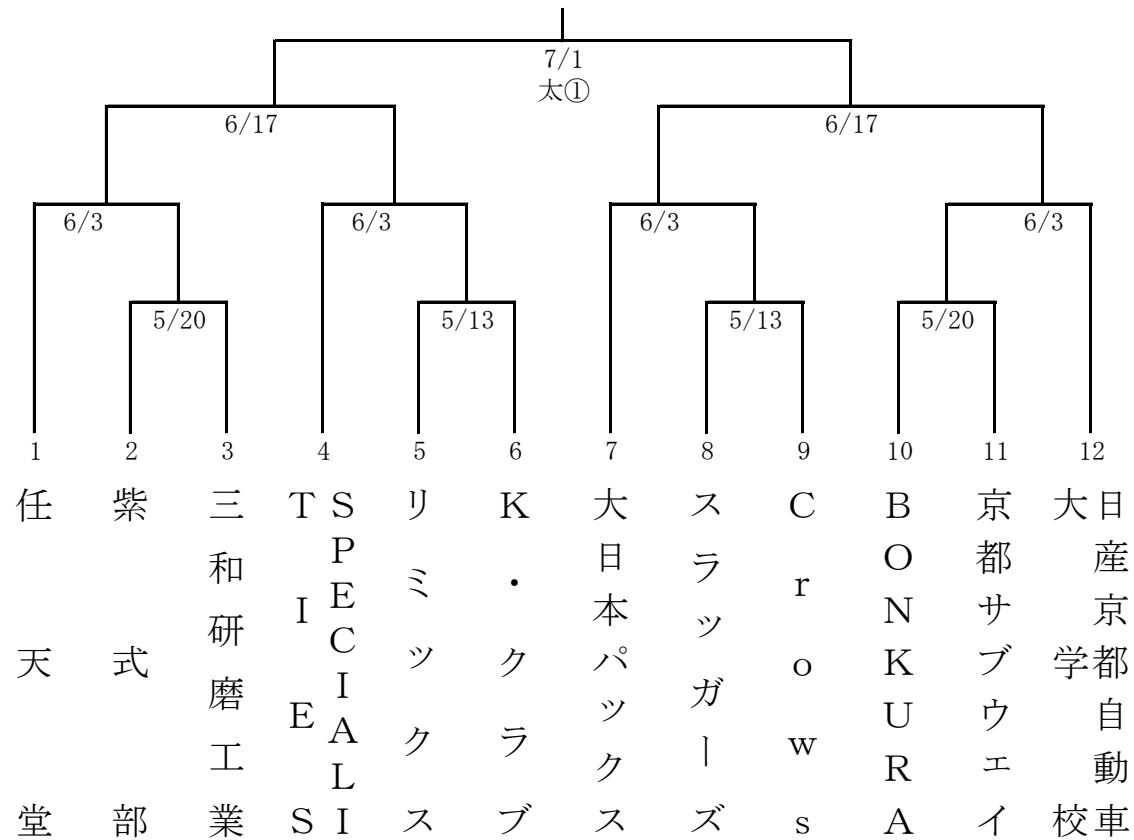 7/1
太①
6/17
6/17
6/3
6/3
6/3
6/3
5/20
5/13
5/13
5/20
1
2
3
4
5
6
7
8
9
10
11
12
任天堂
紫式部
三和研磨工業
SPECIALI
TIES
リミックス
K・クラブ
大日本パックス
スラッガーズ
Crows
BONKURA
京都サブウェイ
日産京都自動車
大学校